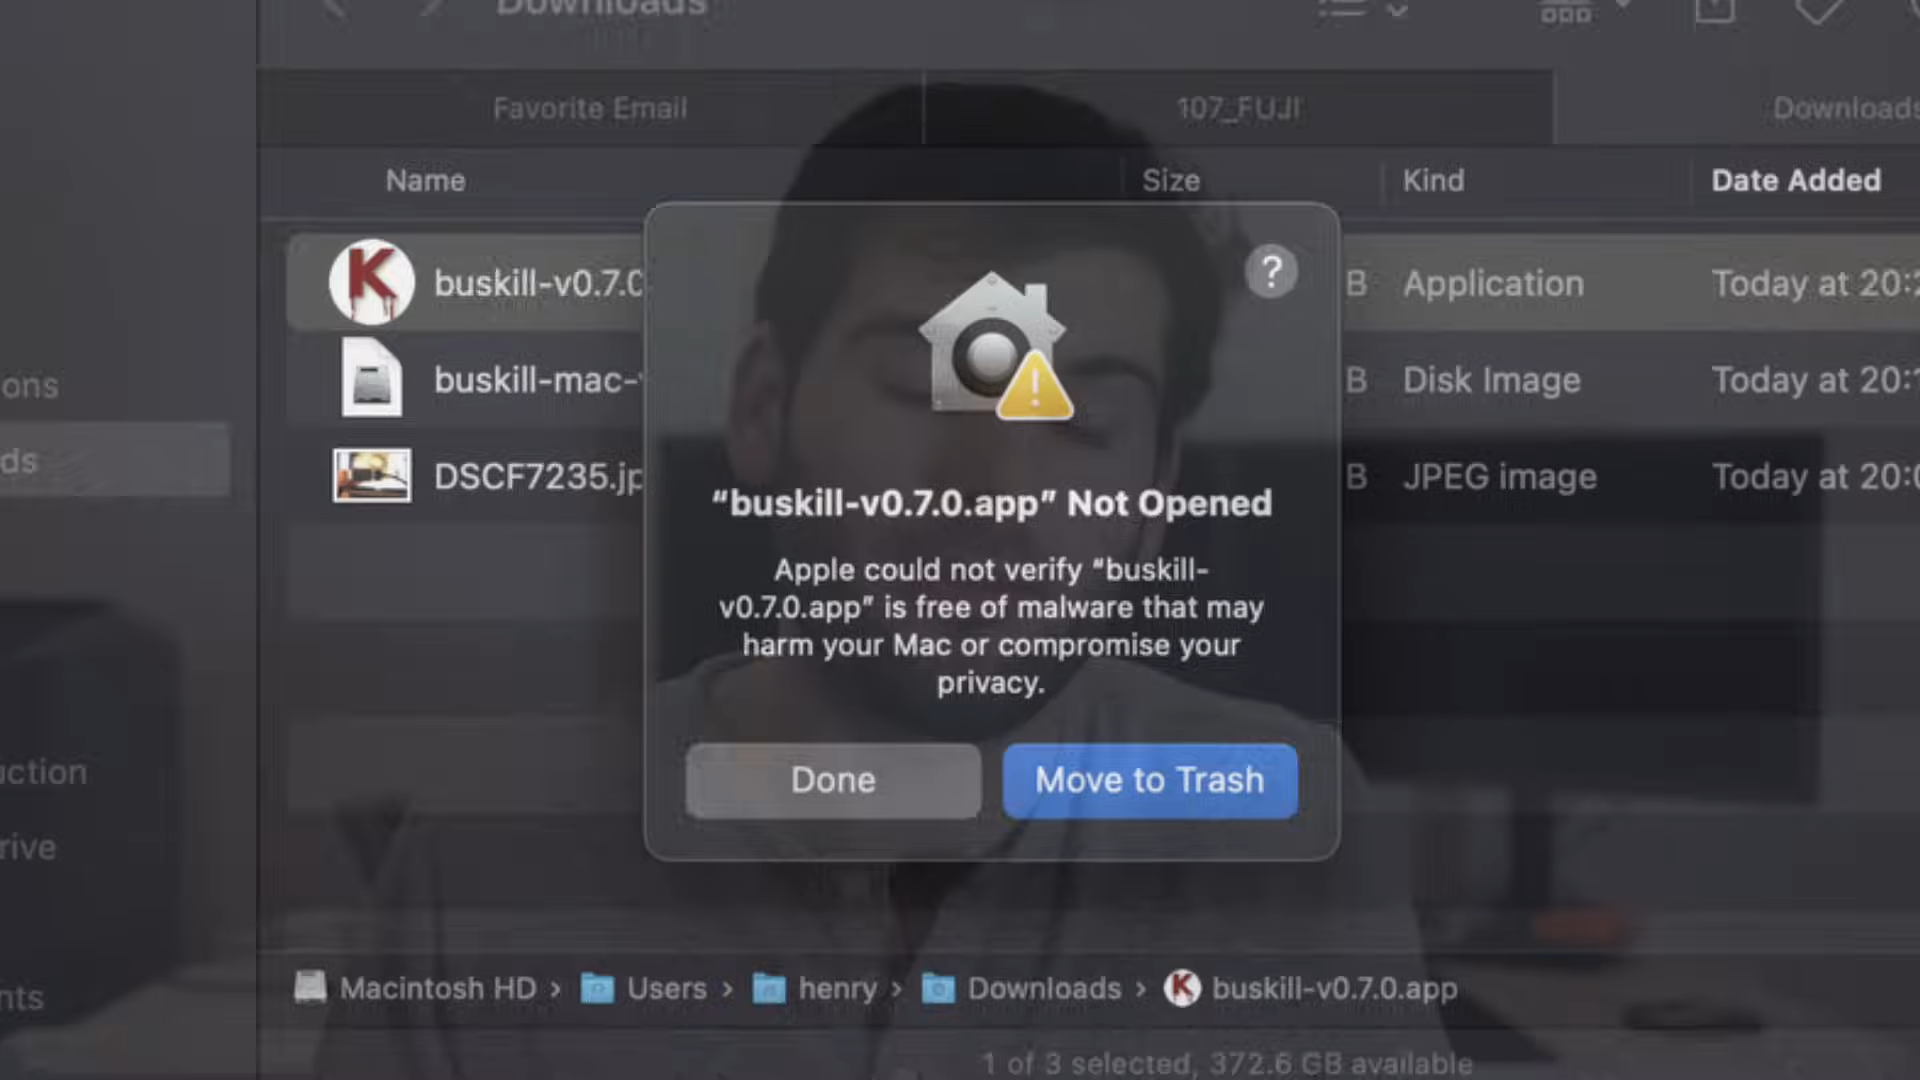 Downloads
Favorite Email 107_FUJI Downloads
Name Size Kind Date Added
buskill-v0.7.0 B Application Today at 20:
K
buskill-mac- B Disk Image Today at 20:
DSCF7235.jp B JPEG image Today at 20:
?
!
“buskill-v0.7.0.app” Not Opened
Apple could not verify “buskill-
v0.7.0.app” is free of malware that may
harm your Mac or compromise your
privacy.
Done Move to Trash
ons
ds
uction
rive
nts
Macintosh HD › Users › henry › Downloads › K buskill-v0.7.0.app
1 of 3 selected, 372.6 GB available